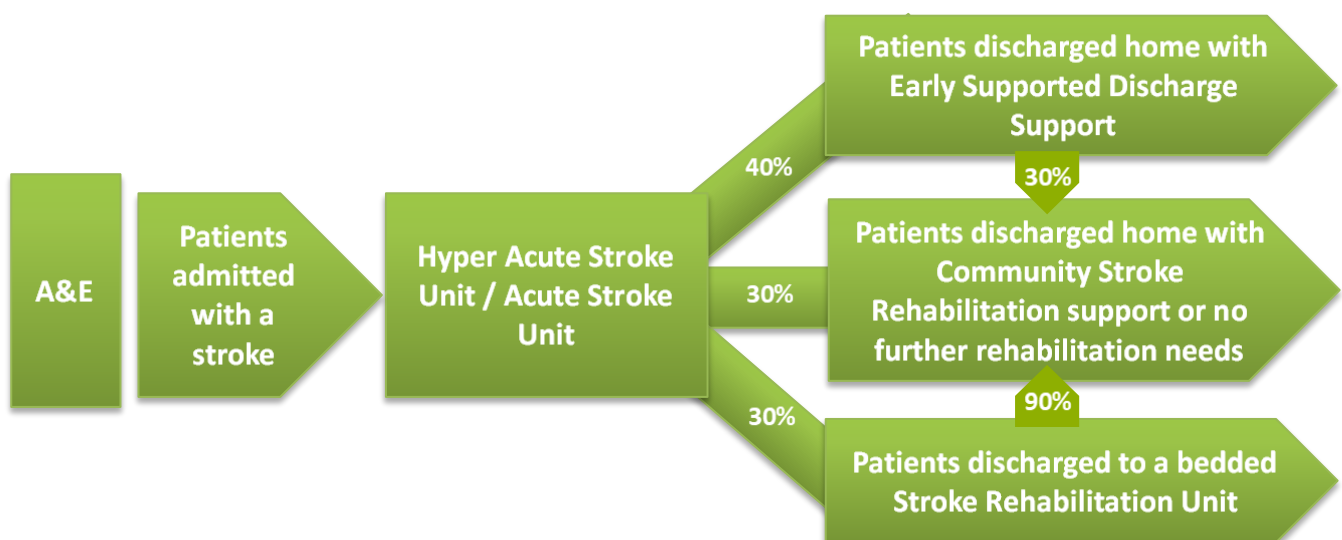 A&E
Patients
admitted
with a
stroke
Hyper Acute Stroke
Unit / Acute Stroke
Unit
40%
30%
30%
Patients discharged home with
Early Supported Discharge
Support
30%
Patients discharged home with
Community Stroke
Rehabilitation support or no
further rehabilitation needs
90%
Patients discharged to a bedded
Stroke Rehabilitation Unit